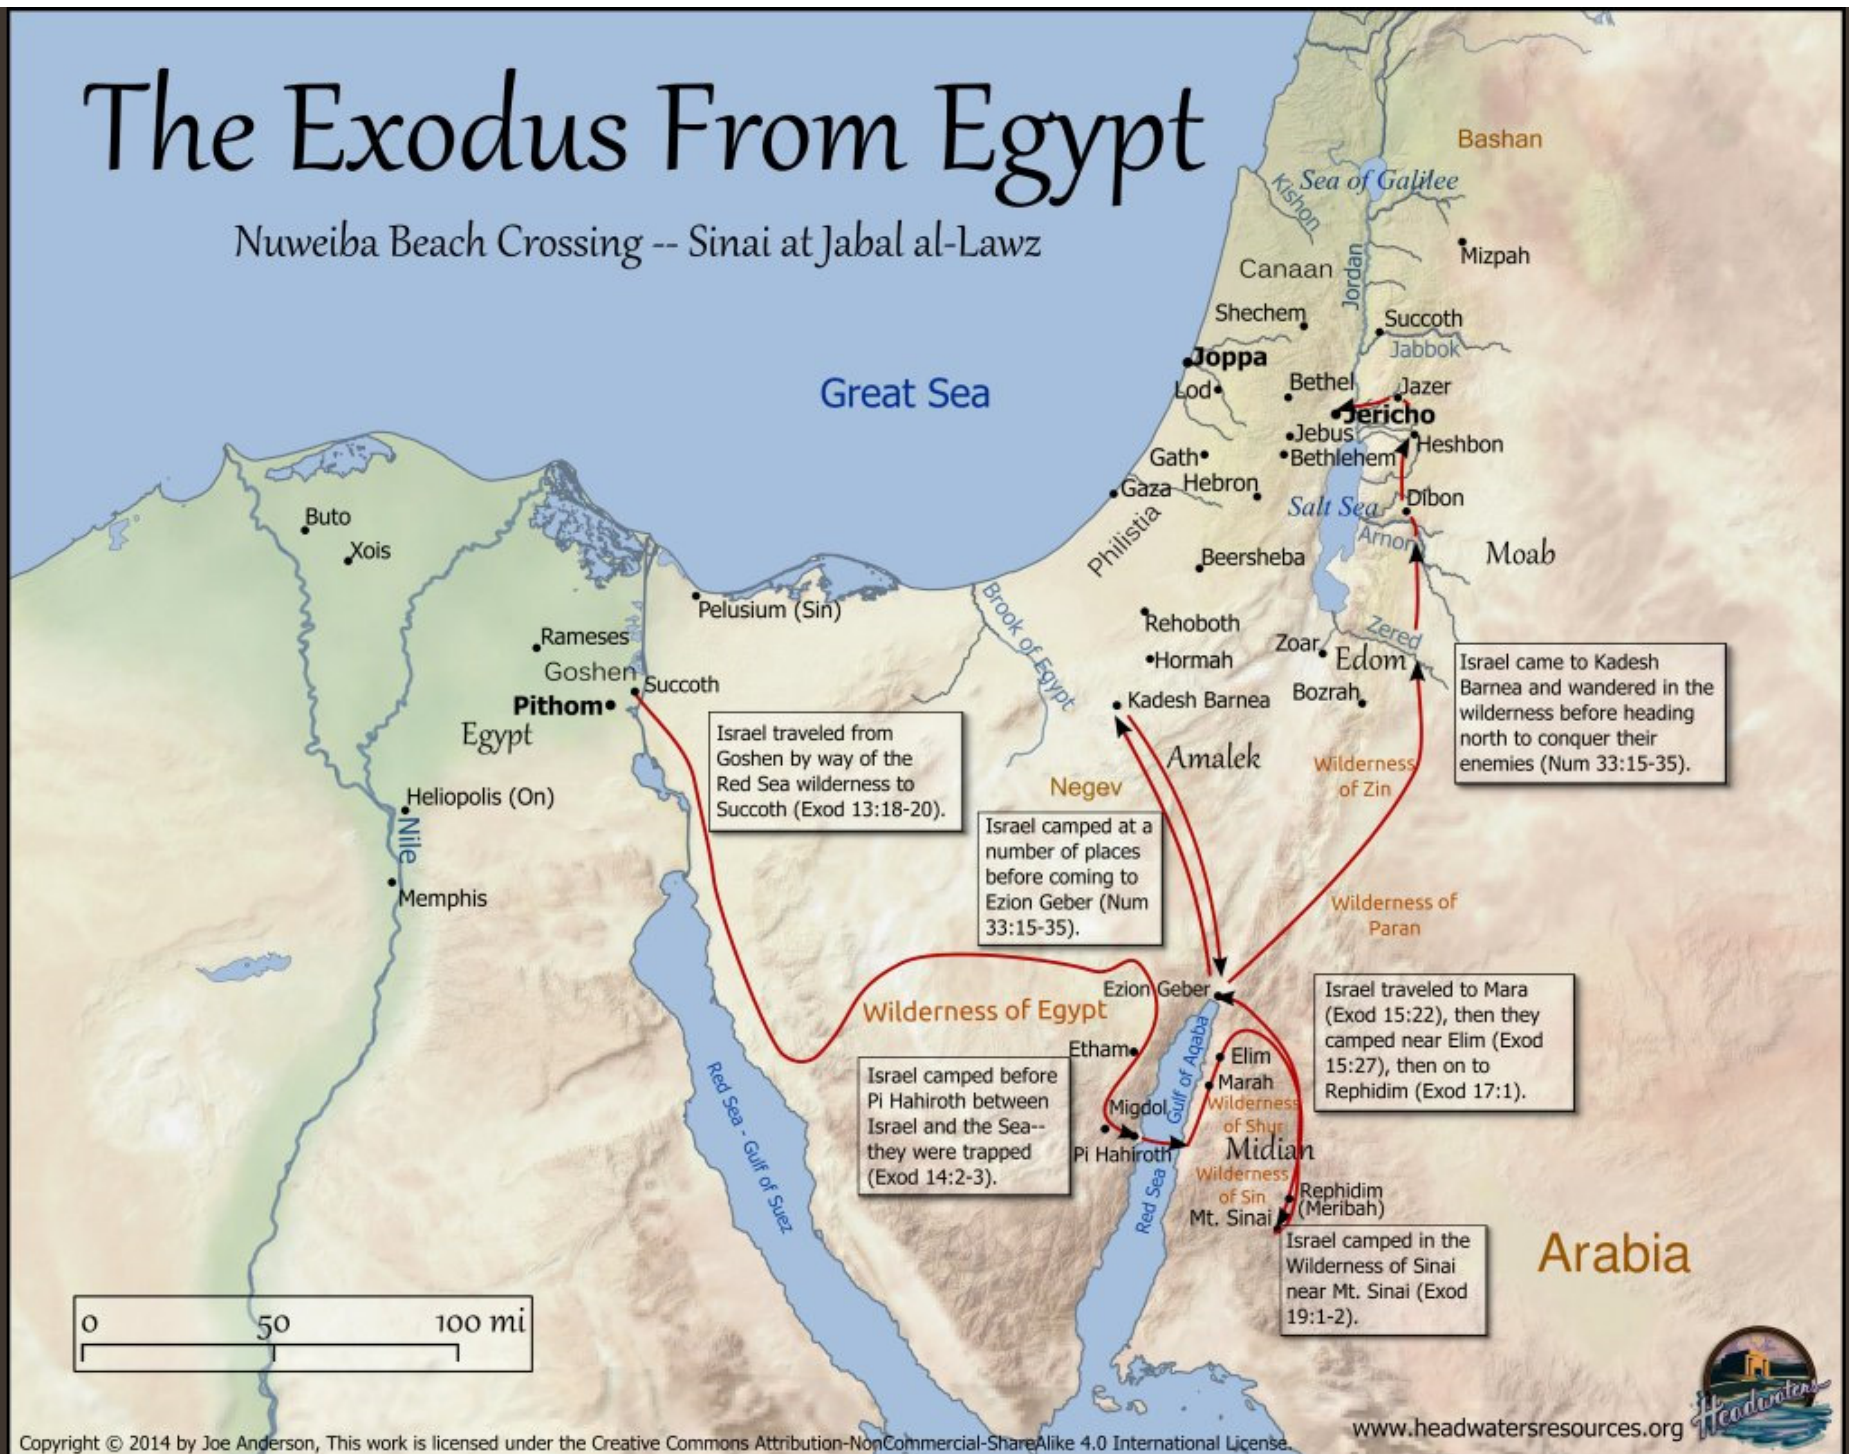 The Exodus From Egypt
Nuweiba Beach Crossing -- Sinai at Jabal al-Lawz
Bashan
Sea of Galilee
Kishon
Mizpah
Canaan
Jordan
Shechem
Succoth
Jabbok
Joppa
Great Sea
Lod
Bethel
Jazer
Jericho
Jebus
Heshbon
Gath
Bethlehem
Gaza
Hebron
Salt Sea
Dibon
Philistia
Arnon
Moab
Buto
Xois
Beersheba
Pelusium (Sin)
Brook of Egypt
Rehoboth
Zered
Rameses
Zoar
Edom
Hormah
Goshen
Succoth
Bozrah
Kadesh Barnea
Pithom
Egypt
Amalek
Israel came to Kadesh
Barnea and wandered in the
wilderness before heading
north to conquer their
enemies (Num 33:15-35).
Israel traveled from
Goshen by way of the
Red Sea wilderness to
Succoth (Exod 13:18-20).
Wilderness
of Zin
Negev
Heliopolis (On)
Nile
Israel camped at a
number of places
before coming to
Ezion Geber (Num
33:15-35).
Memphis
Wilderness of
Paran
Ezion Geber
Wilderness of Egypt
Israel traveled to Mara
(Exod 15:22), then they
camped near Elim (Exod
15:27), then on to
Rephidim (Exod 17:1).
Etham
Gulf of Aqaba
Elim
Marah
Israel camped before
Pi Hahiroth between
Israel and the Sea--
they were trapped
(Exod 14:2-3).
Migdol
Wilderness
of Shur
Pi Hahiroth
Midian
Red Sea - Gulf of Suez
Red Sea
Wilderness
of Sin
Rephidim
(Meribah)
Mt. Sinai
Israel camped in the
Wilderness of Sinai
near Mt. Sinai (Exod
19:1-2).
Arabia
0 50 100 mi
Headwaters
www.headwatersresources.org
Copyright © 2014 by Joe Anderson, This work is licensed under the Creative Commons Attribution-NonCommercial-ShareAlike 4.0 International License.